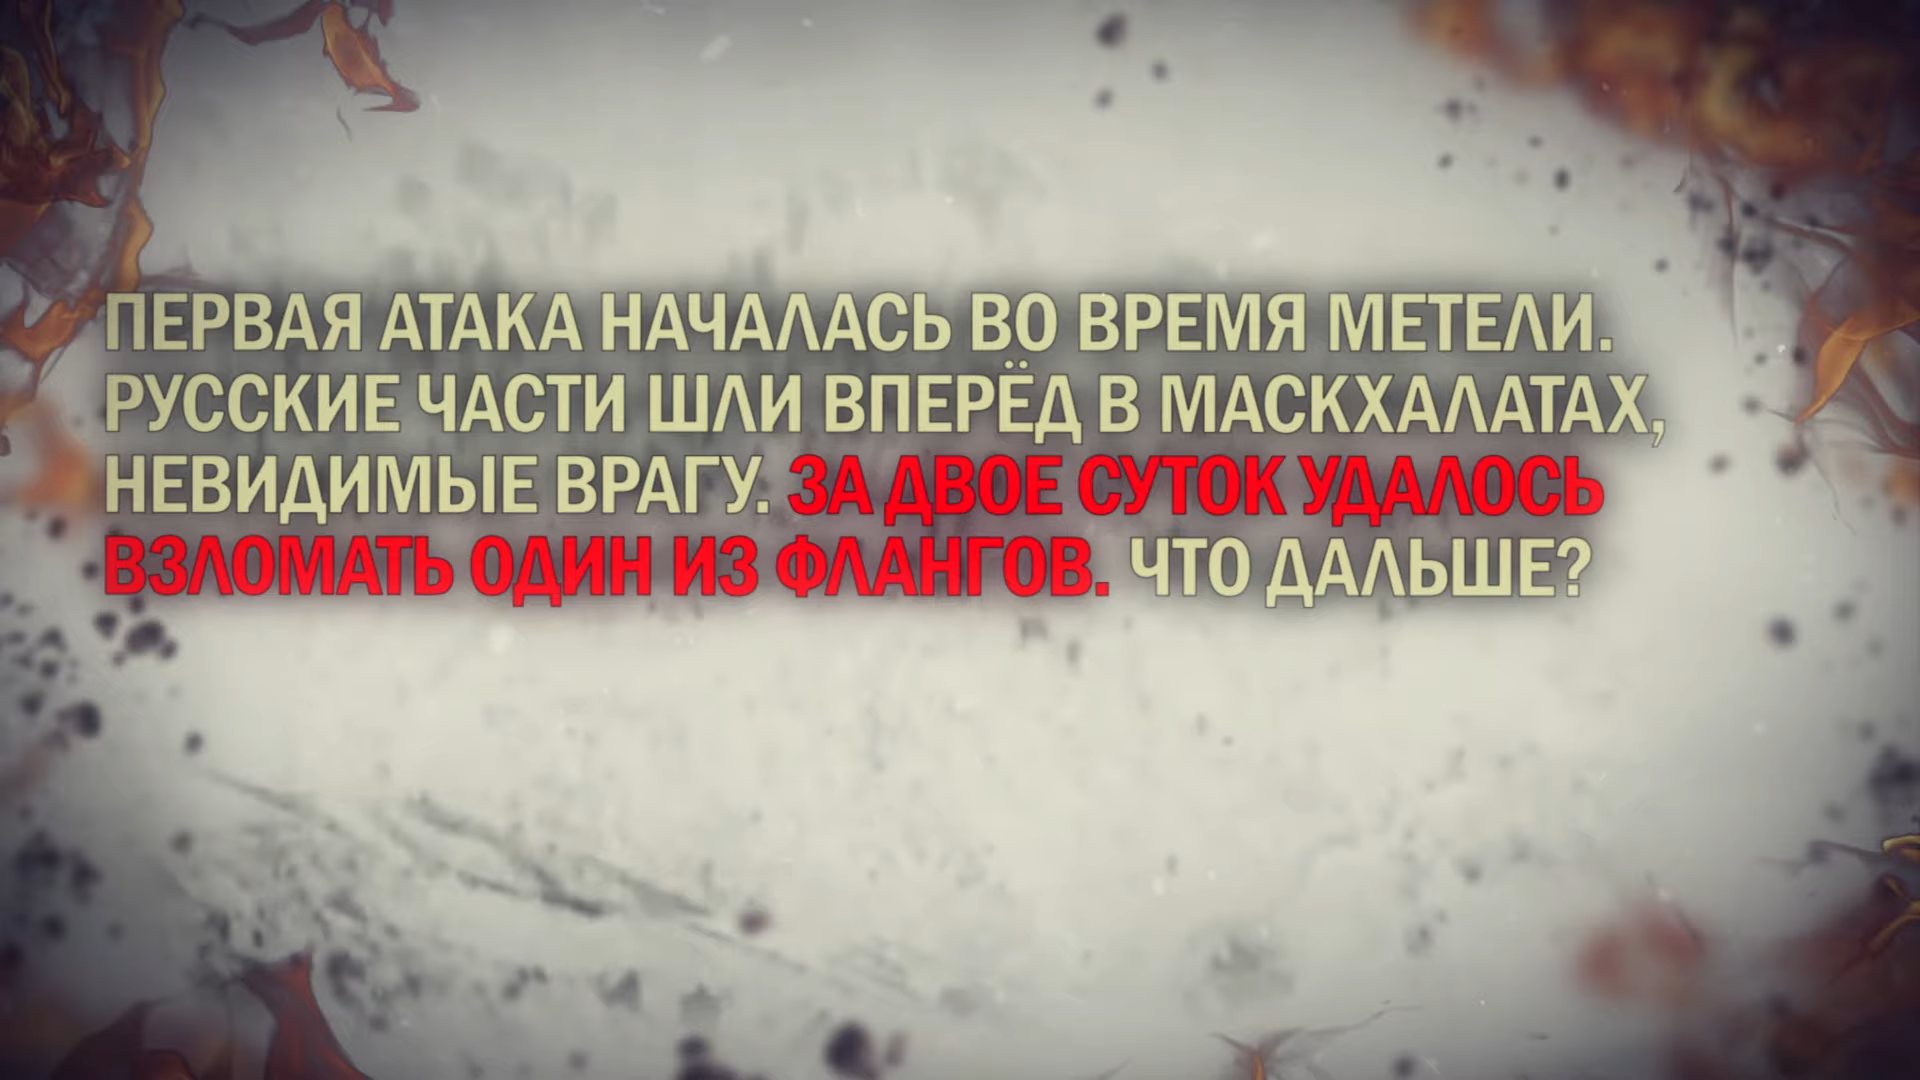 ПЕРВАЯ АТАКА НАЧАЛАСЬ ВО ВРЕМЯ МЕТЕЛИ.
РУССКИЕ ЧАСТИ ШЛИ ВПЕРЁД В МАСКХАЛАТАХ,
НЕВИДИМЫЕ ВРАГУ. ЗА ДВОЕ СУТОК УДАЛОСЬ
ВЗЛОМАТЬ ОДИН ИЗ ФЛАНГОВ. ЧТО ДАЛЬШЕ?